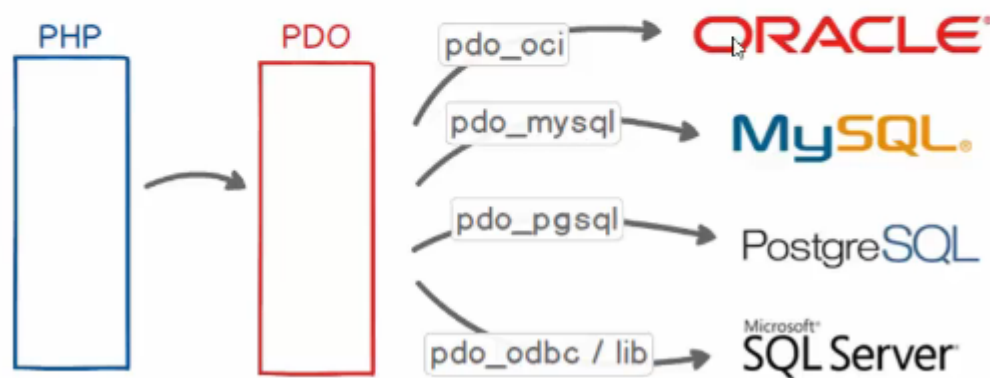 PHP
PDO
pdo_oci
ORACLE®
pdo_mysql
MySQL®
pdo_pgsql
PostgreSQL
pdo_odbc / lib
Microsoft®
SQL Server®